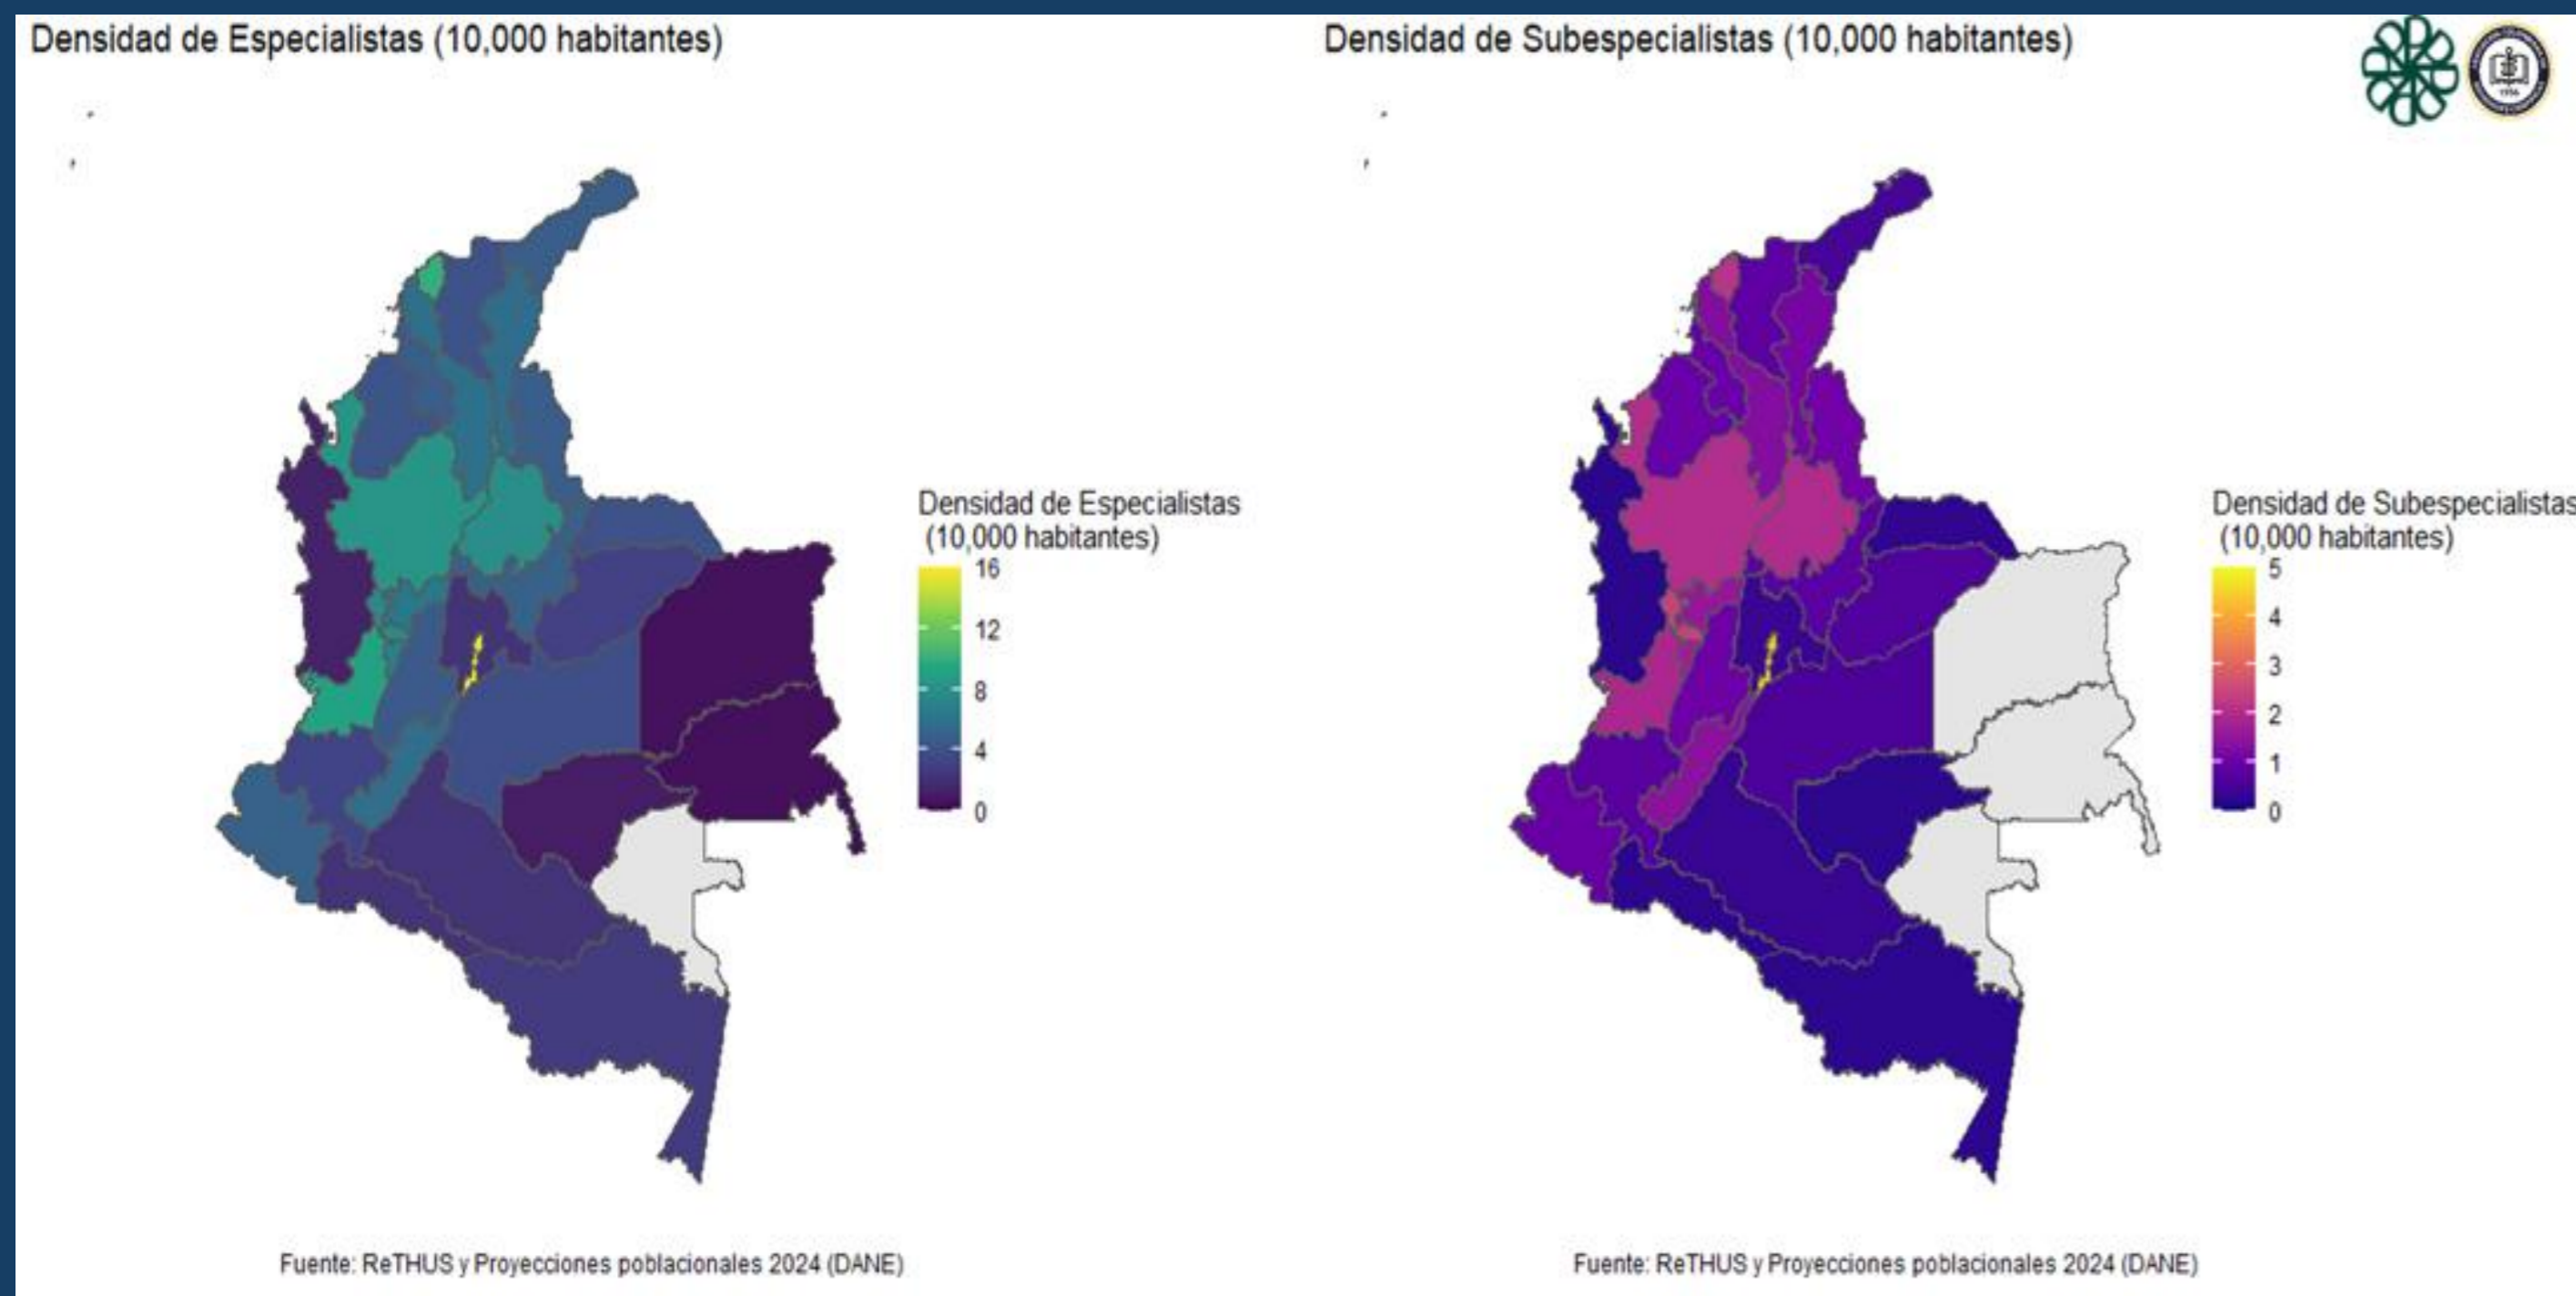 Densidad de Especialistas (10,000 habitantes)
Densidad de Especialistas
(10,000 habitantes)
16
12
8
4
0
Fuente: ReTHUS y Proyecciones poblacionales 2024 (DANE)
Densidad de Subespecialistas (10,000 habitantes)
Densidad de Subespecialistas
(10,000 habitantes)
5
4
3
2
1
0
Fuente: ReTHUS y Proyecciones poblacionales 2024 (DANE)